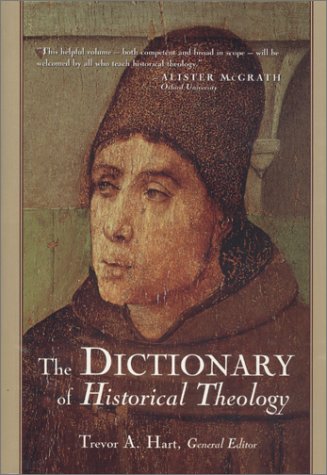 "This helpful volume – both competent and broad in scope – will be
welcomed by all who teach historical theology."
ALISTER McGRATH
Oxford University
The DICTIONARY
of Historical Theology
Trevor A. Hart, General Editor